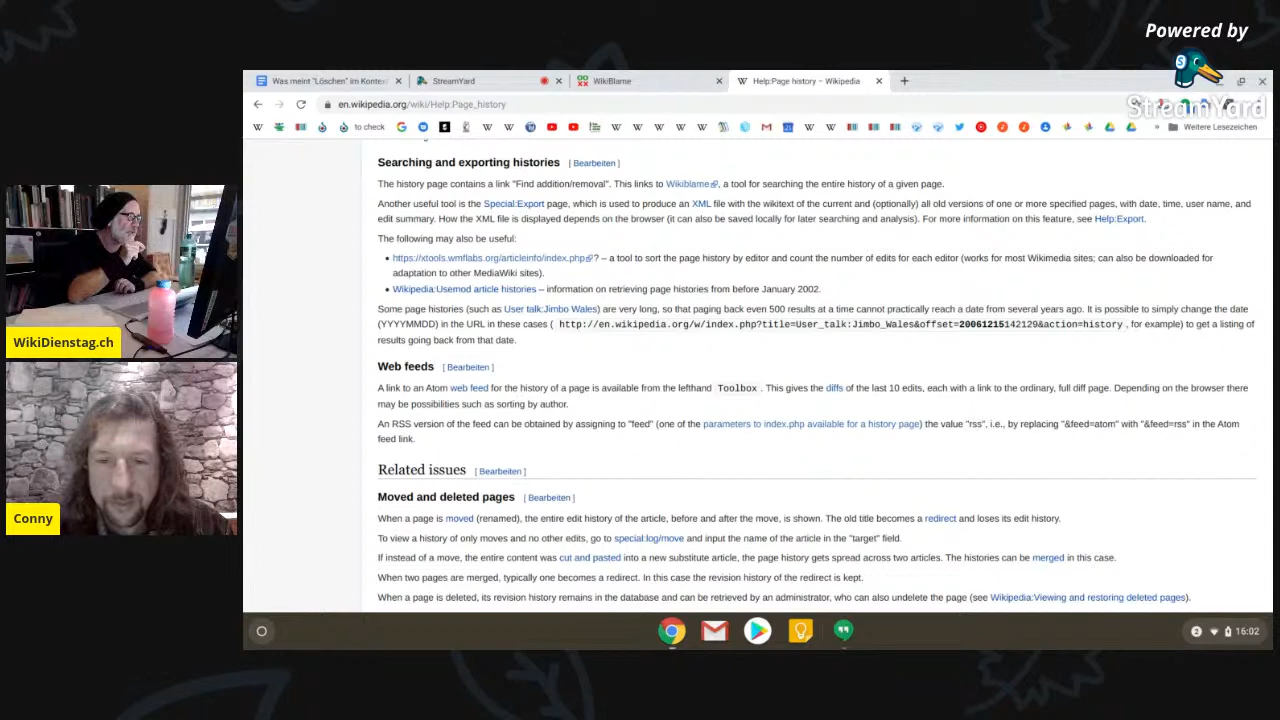 Powered by
StreamYard
Was meint "Löschen" im Kontex
StreamYard
WikiBlame
Help:Page history – Wikipedia
en.wikipedia.org/wiki/Help:Page_history
to check
Weitere Lesezeichen
Searching and exporting histories [ Bearbeiten ]
The history page contains a link "Find addition/removal". This links to Wikiblame, a tool for searching the entire history of a given page.
Another useful tool is the Special:Export page, which is used to produce an XML file with the wikitext of the current and (optionally) all old versions of one or more specified pages, with date, time, user name, and
edit summary. How the XML file is displayed depends on the browser (it can also be saved locally for later searching and analysis). For more information on this feature, see Help:Export.
The following may also be useful:
• https://xtools.wmflabs.org/articleinfo/index.php? – a tool to sort the page history by editor and count the number of edits for each editor (works for most Wikimedia sites; can also be downloaded for
adaptation to other MediaWiki sites).
• Wikipedia:Usemod article histories – information on retrieving page histories from before January 2002.
Some page histories (such as User talk:Jimbo Wales) are very long, so that paging back even 500 results at a time cannot practically reach a date from several years ago. It is possible to simply change the date
(YYYYMMDD) in the URL in these cases ( http://en.wikipedia.org/w/index.php?title=User_talk:Jimbo_Wales&offset=20061215142129&action=history , for example) to get a listing of
results going back from that date.
Web feeds [ Bearbeiten ]
A link to an Atom web feed for the history of a page is available from the lefthand Toolbox . This gives the diffs of the last 10 edits, each with a link to the ordinary, full diff page. Depending on the browser there
may be possibilities such as sorting by author.
An RSS version of the feed can be obtained by assigning to "feed" (one of the parameters to index.php available for a history page) the value "rss", i.e., by replacing "&feed=atom" with "&feed=rss" in the Atom
feed link.
Related issues [ Bearbeiten ]
Moved and deleted pages [ Bearbeiten ]
When a page is moved (renamed), the entire edit history of the article, before and after the move, is shown. The old title becomes a redirect and loses its edit history.
To view a history of only moves and no other edits, go to special:log/move and input the name of the article in the "target" field.
If instead of a move, the entire content was cut and pasted into a new substitute article, the page history gets spread across two articles. The histories can be merged in this case.
When two pages are merged, typically one becomes a redirect. In this case the revision history of the redirect is kept.
When a page is deleted, its revision history remains in the database and can be retrieved by an administrator, who can also undelete the page (see Wikipedia:Viewing and restoring deleted pages).
WikiDienstag.ch
Conny
2
16:02